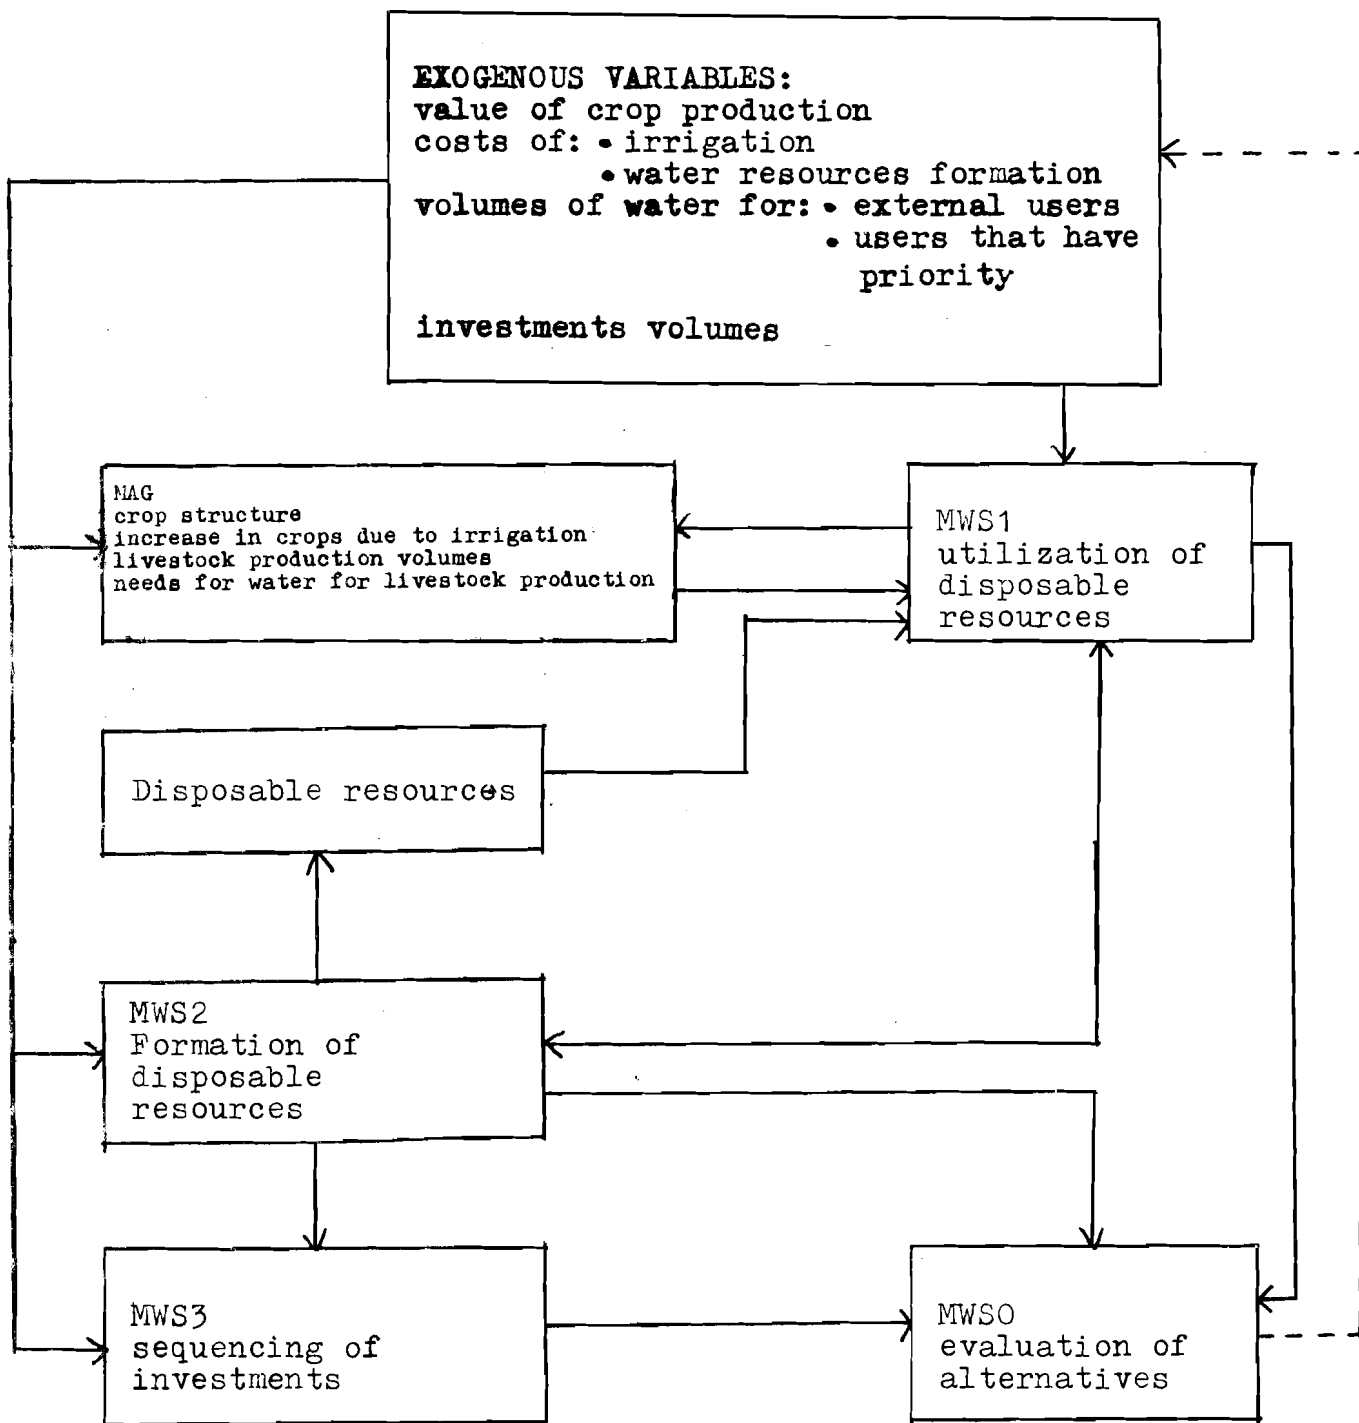 EXOGENOUS VARIABLES:
value of crop production
costs of: • irrigation
• water resources formation
volumes of water for: • external users
• users that have
priority
investments volumes
MAG
crop structure
increase in crops due to irrigation
livestock production volumes
needs for water for livestock production
MWS1
utilization of
disposable
resources
Disposable resources
MWS2
Formation of
disposable
resources
MWS3
sequencing of
investments
MWSO
evaluation of
alternatives